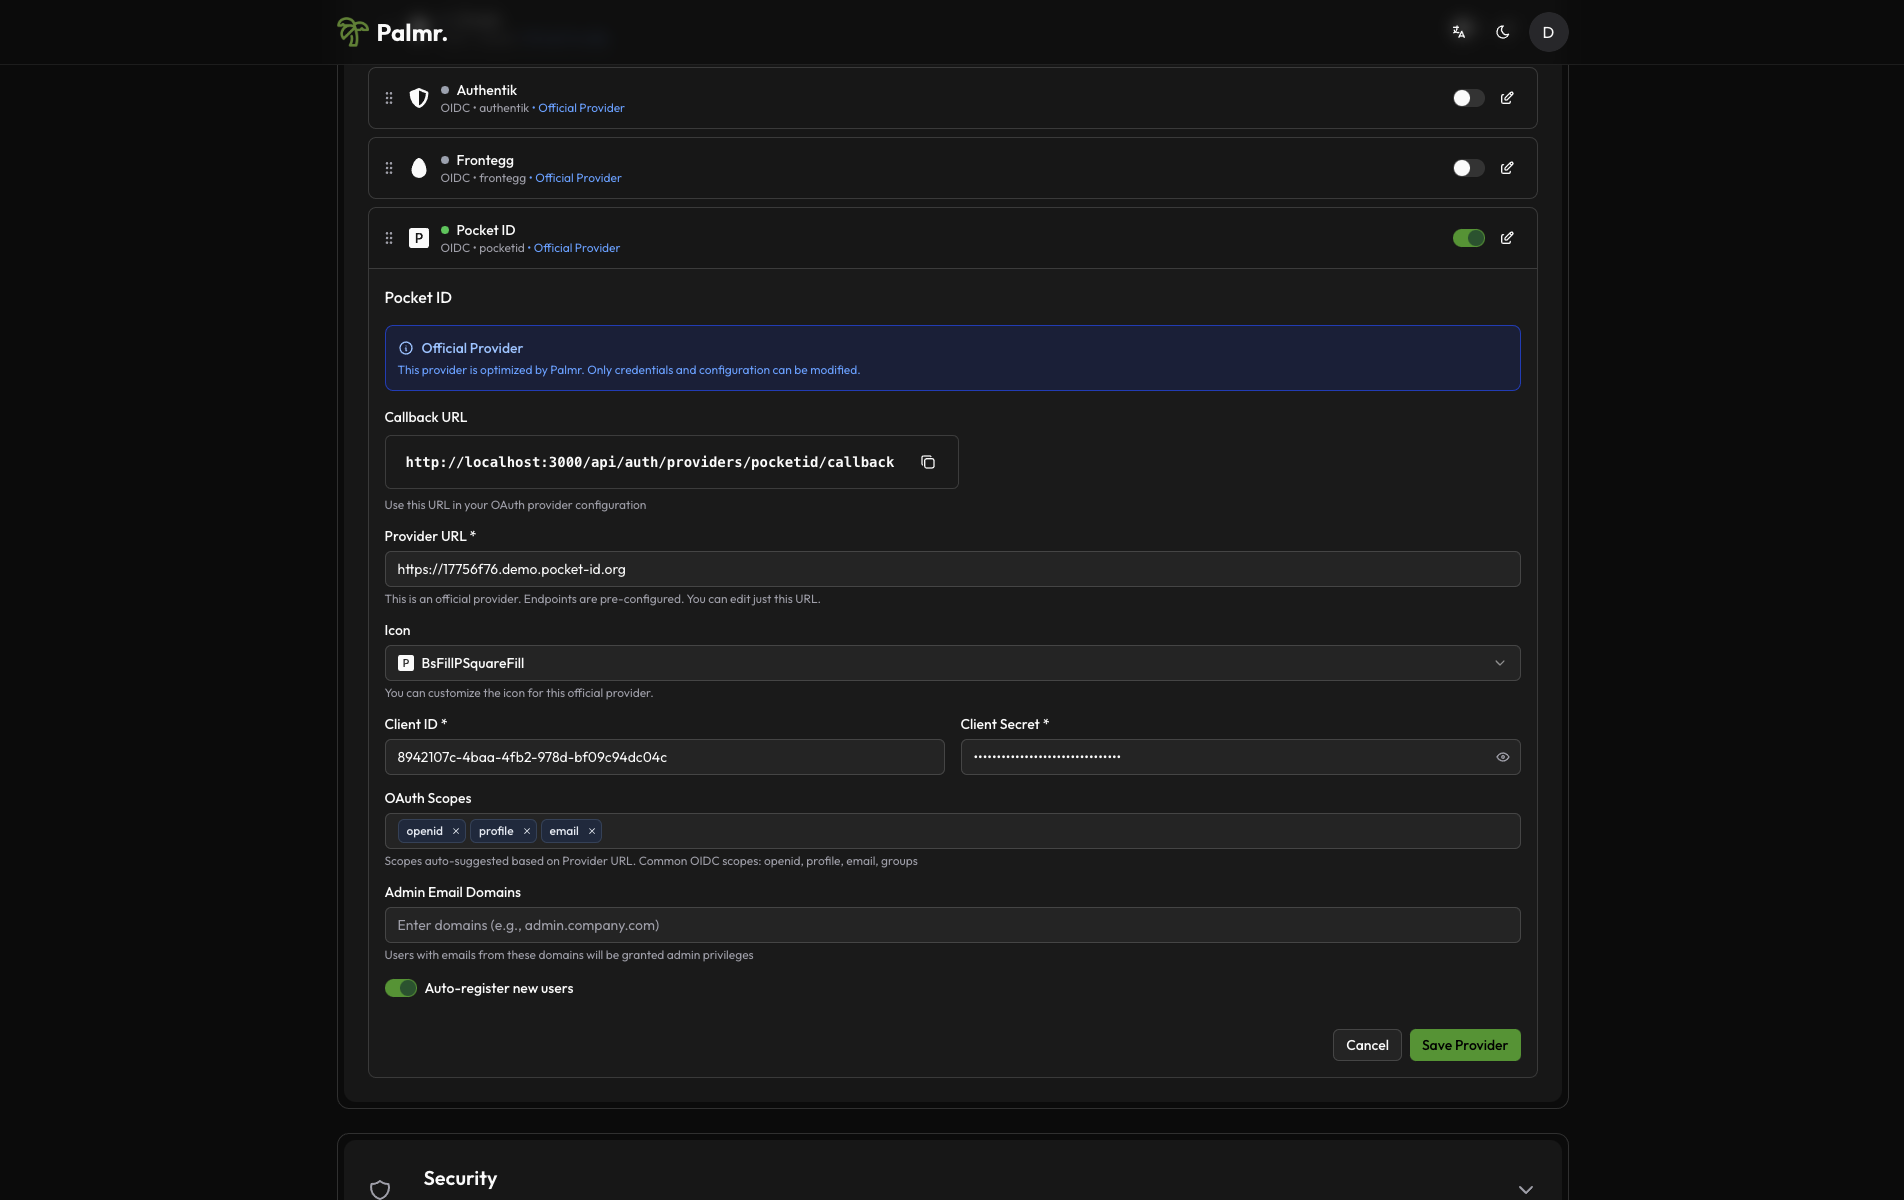 Palmr.
D
Authentik
OIDC • authentik • Official Provider
Frontegg
OIDC • frontegg • Official Provider
P
Pocket ID
OIDC • pocketid • Official Provider
Pocket ID
Official Provider
This provider is optimized by Palmr. Only credentials and configuration can be modified.
Callback URL
http://localhost:3000/api/auth/providers/pocketid/callback
Use this URL in your OAuth provider configuration
Provider URL *
https://17756f76.demo.pocket-id.org
This is an official provider. Endpoints are pre-configured. You can edit just this URL.
Icon
P BsFillPSquareFill
You can customize the icon for this official provider.
Client ID *
Client Secret *
8942107c-4baa-4fb2-978d-bf09c94dc04c
••••••••••••••••••••••••••••••••
OAuth Scopes
openid × profile × email ×
Scopes auto-suggested based on Provider URL. Common OIDC scopes: openid, profile, email, groups
Admin Email Domains
Enter domains (e.g., admin.company.com)
Users with emails from these domains will be granted admin privileges
Auto-register new users
Cancel
Save Provider
Security